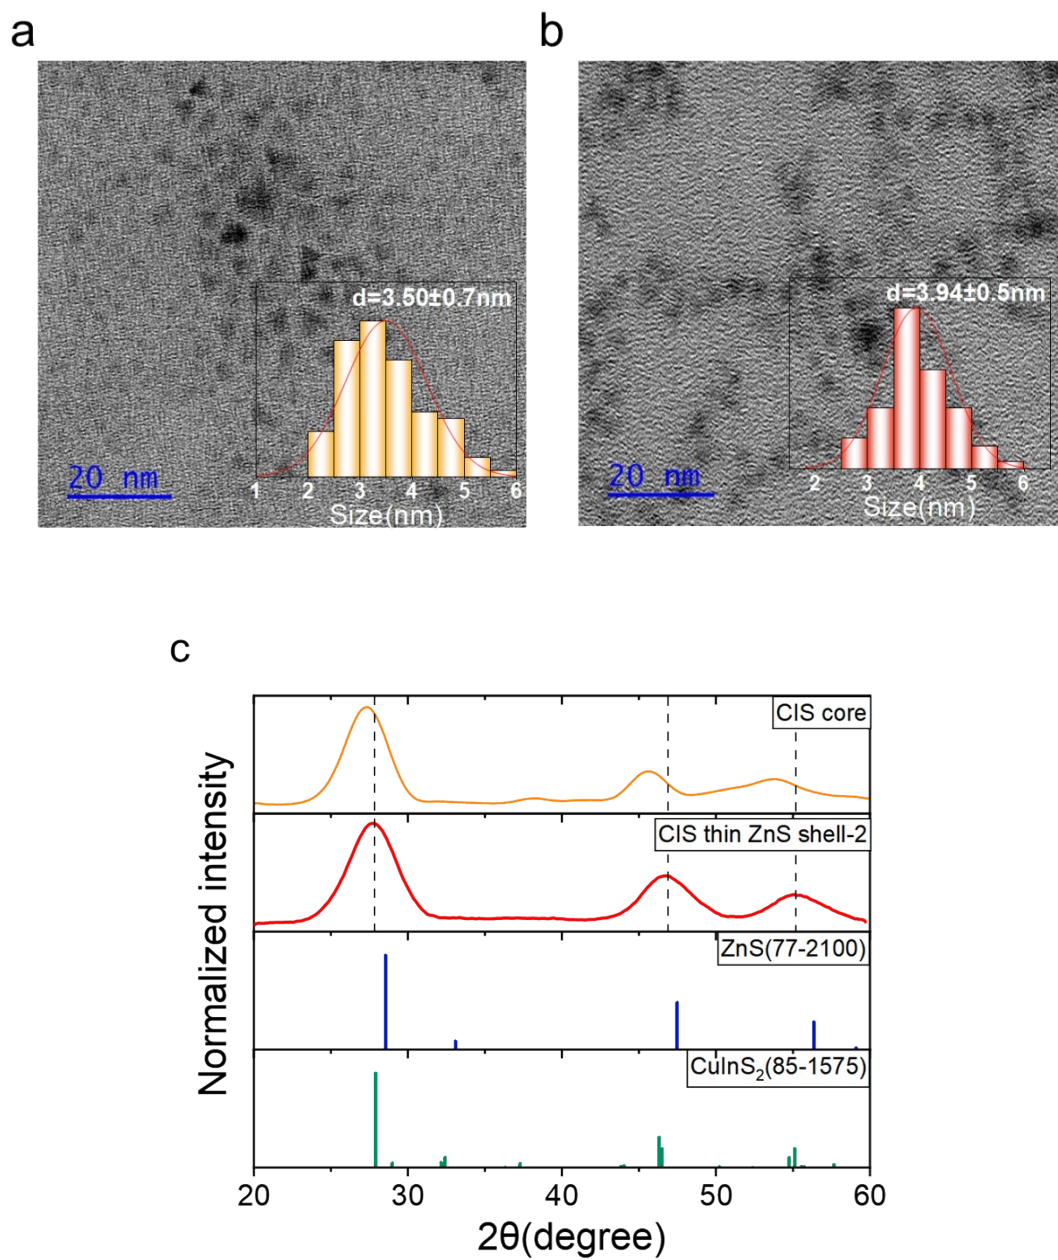 a
b
d=3.50±0.7nm
20 nm
1 2 3 4 5 6
Size(nm)
d=3.94±0.5nm
20 nm
2 3 4 5 6
Size(nm)
c
Normalized intensity
CIS core
CIS thin ZnS shell-2
ZnS(77-2100)
CuInS₂(85-1575)
20 30 40 50 60
2θ(degree)